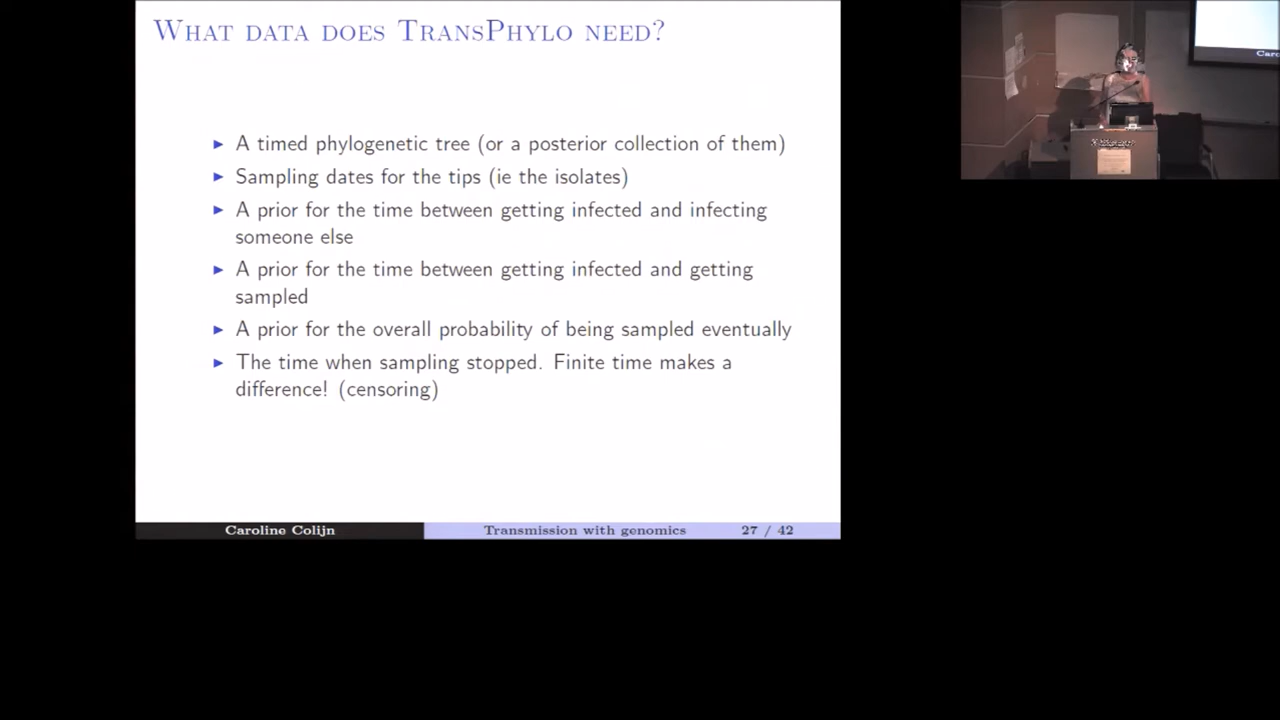 WHAT DATA DOES TRANSPHYLO NEED?
▶ A timed phylogenetic tree (or a posterior collection of them)
▶ Sampling dates for the tips (ie the isolates)
▶ A prior for the time between getting infected and infecting
someone else
▶ A prior for the time between getting infected and getting
sampled
▶ A prior for the overall probability of being sampled eventually
▶ The time when sampling stopped. Finite time makes a
difference! (censoring)
Caroline Colijn Transmission with genomics 27 / 42